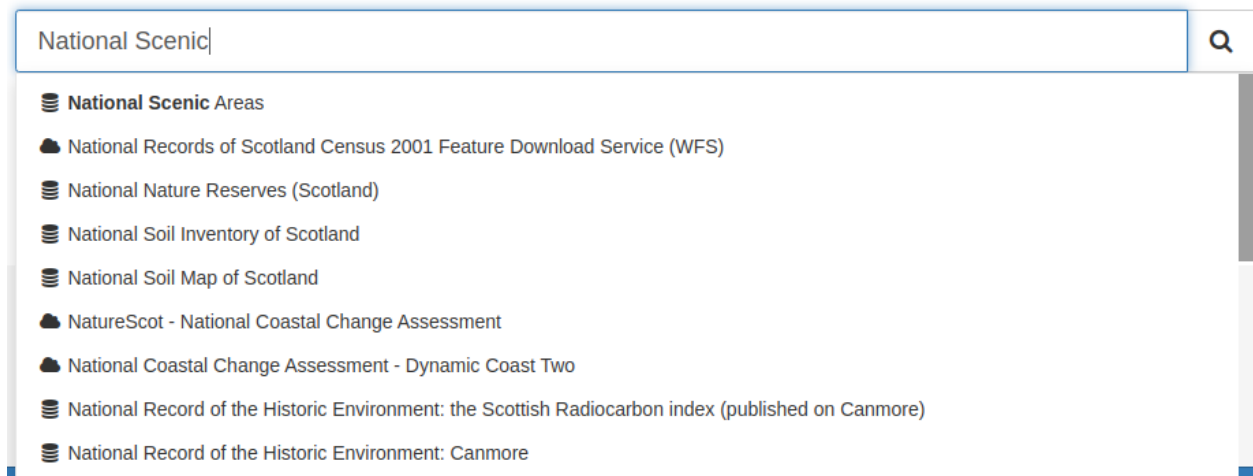 National Scenic
National Scenic Areas
National Records of Scotland Census 2001 Feature Download Service (WFS)
National Nature Reserves (Scotland)
National Soil Inventory of Scotland
National Soil Map of Scotland
NatureScot - National Coastal Change Assessment
National Coastal Change Assessment - Dynamic Coast Two
National Record of the Historic Environment: the Scottish Radiocarbon index (published on Canmore)
National Record of the Historic Environment: Canmore